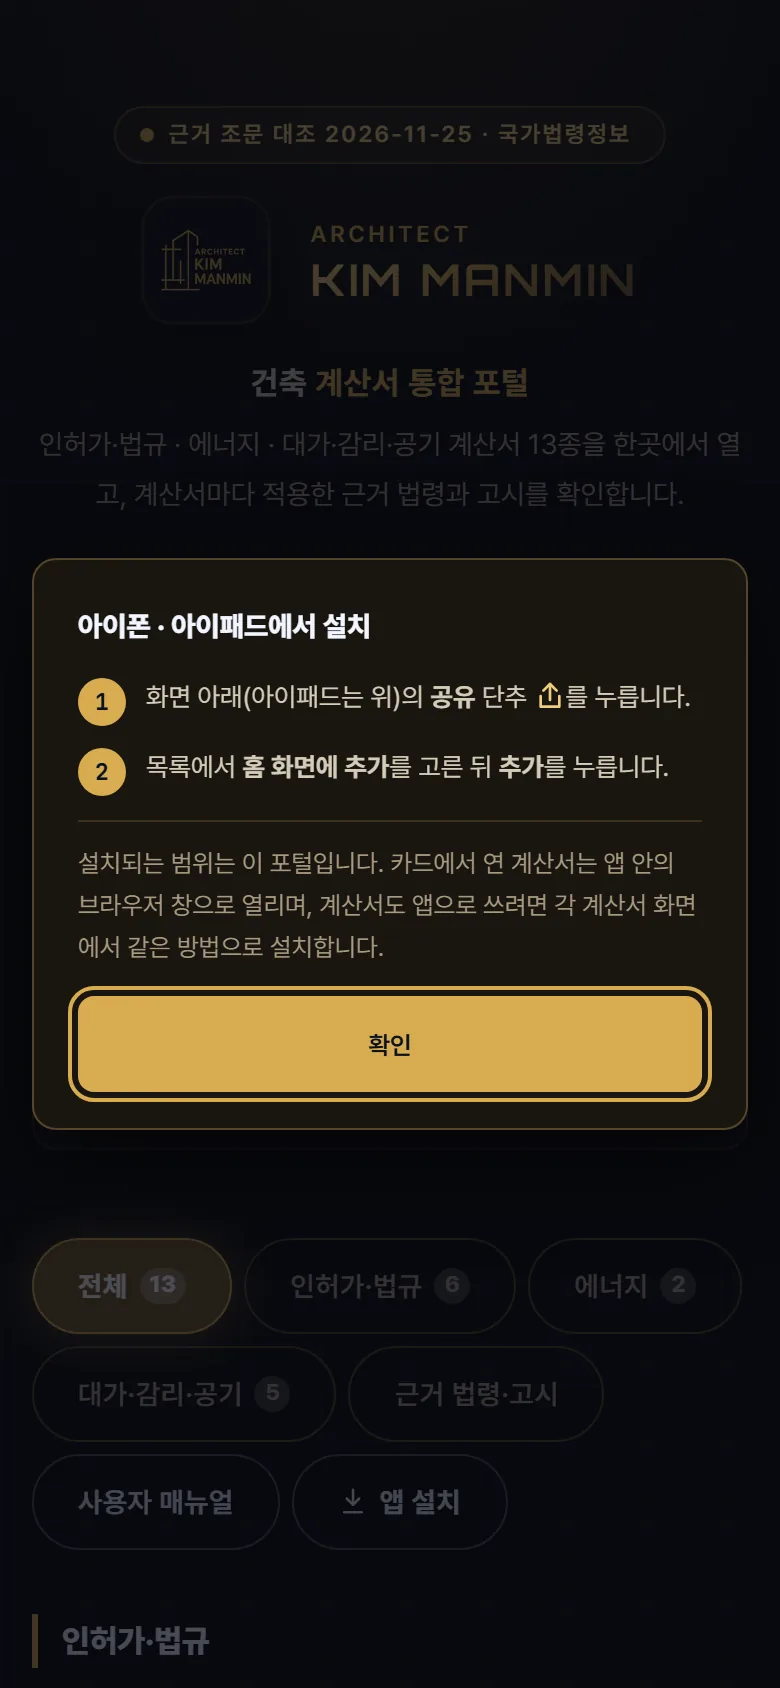 근거 조문 대조 2026-11-25 · 국가법령정보
ARCHITECT
KIM
MANMIN
ARCHITECT
KIM MANMIN
건축 계산서 통합 포털
인허가·법규 · 에너지 · 대가·감리·공기 계산서 13종을 한곳에서 열
고, 계산서마다 적용한 근거 법령과 고시를 확인합니다.
아이폰 · 아이패드에서 설치
1 화면 아래(아이패드는 위)의 공유 단추 를 누릅니다.
2 목록에서 홈 화면에 추가를 고른 뒤 추가를 누릅니다.
설치되는 범위는 이 포털입니다. 카드에서 연 계산서는 앱 안의
브라우저 창으로 열리며, 계산서도 앱으로 쓰려면 각 계산서 화면
에서 같은 방법으로 설치합니다.
확인
전체 13 인허가·법규 6 에너지 2
대가·감리·공기 5 근거 법령·고시
사용자 매뉴얼 앱 설치
인허가·법규